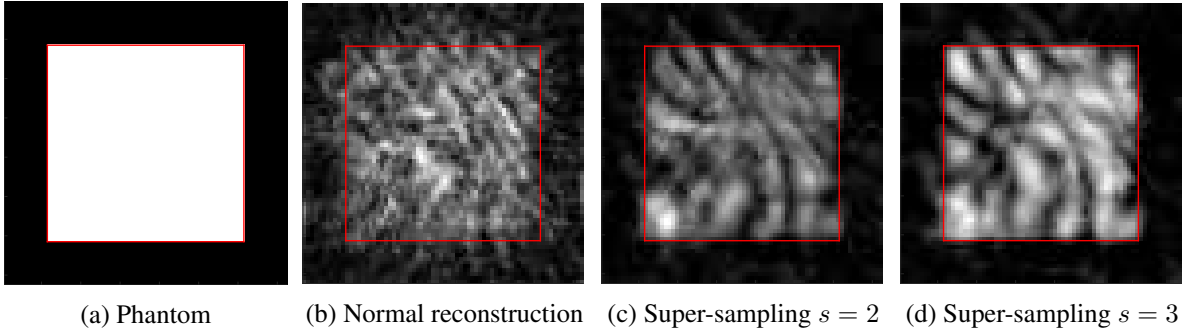 (a) Phantom
(b) Normal reconstruction
(c) Super-sampling s = 2
(d) Super-sampling s = 3